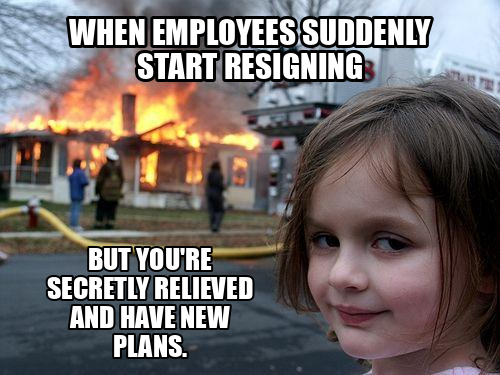 WHEN EMPLOYEES SUDDENLY
START RESIGNING
BUT YOU'RE
SECRETLY RELIEVED
AND HAVE NEW
PLANS.